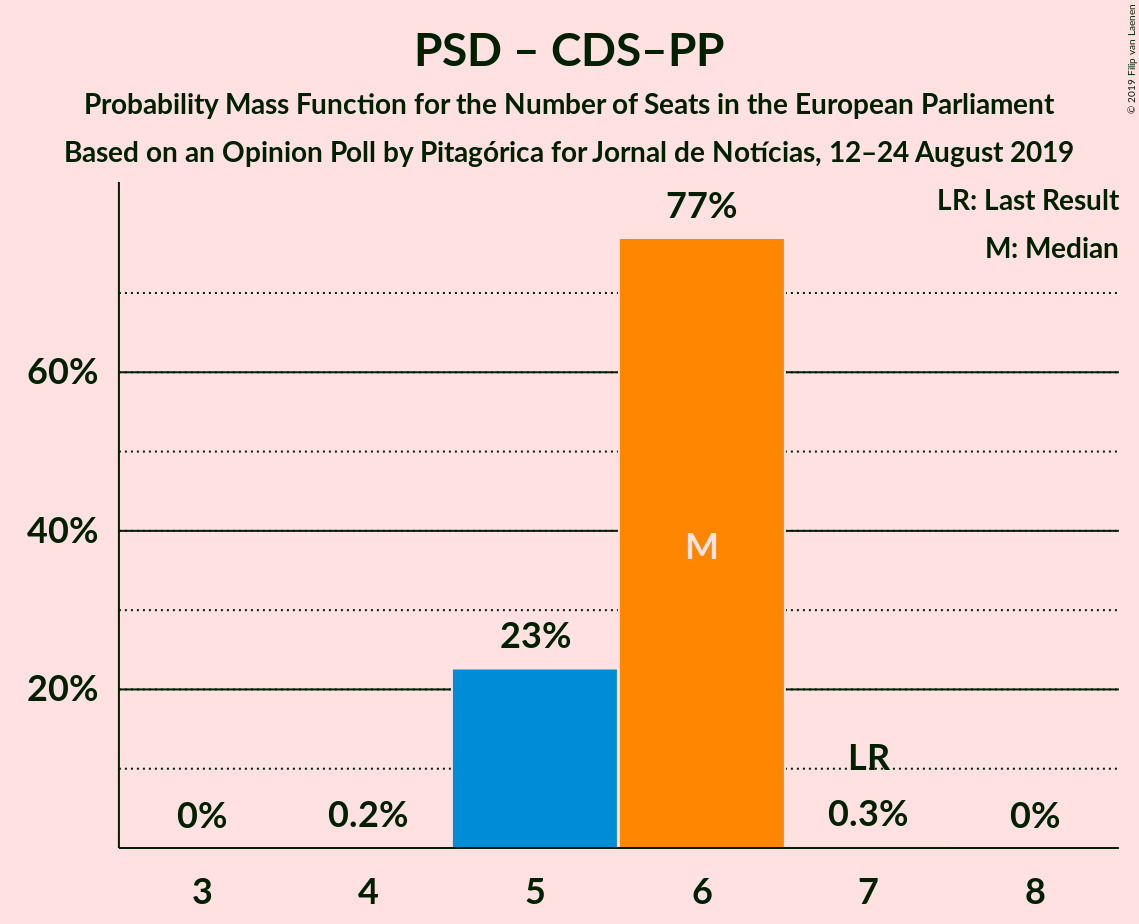 PSD – CDS–PP
Probability Mass Function for the Number of Seats in the European Parliament
Based on an Opinion Poll by Pitagórica for Jornal de Notícias, 12–24 August 2019
© 2019 Filip van Laenen
LR: Last Result
M: Median
77%
60%
40%
M
23%
20%
LR
0%
0.2%
0.3%
0%
3
4
5
6
7
8